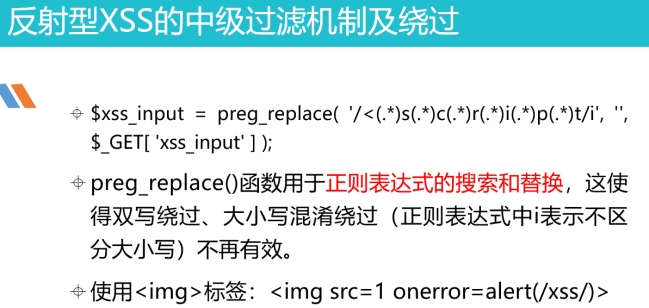 反射型XSS的中级过滤机制及绕过
$xss_input = preg_replace( '/<(.*)s(.*)c(.*)r(.*)i(.*)p(.*)t/i', '',
$_GET[ 'xss_input' ] );
preg_replace()函数用于正则表达式的搜索和替换，这使
得双写绕过、大小写混淆绕过（正则表达式中i表示不区
分大小写）不再有效。
使用<img>标签：<img src=1 onerror=alert(/xss/)>